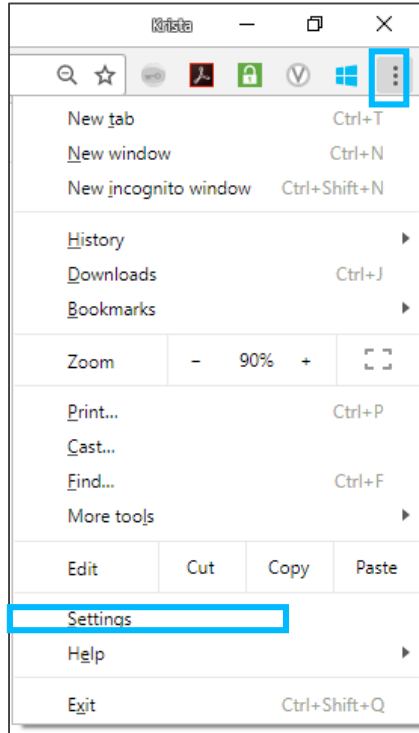 Krista
New tab Ctrl+T
New window Ctrl+N
New incognito window Ctrl+Shift+N
History
Downloads Ctrl+J
Bookmarks
Zoom - 90% +
Print... Ctrl+P
Cast...
Find... Ctrl+F
More tools
Edit Cut Copy Paste
Settings
Help
Exit Ctrl+Shift+Q